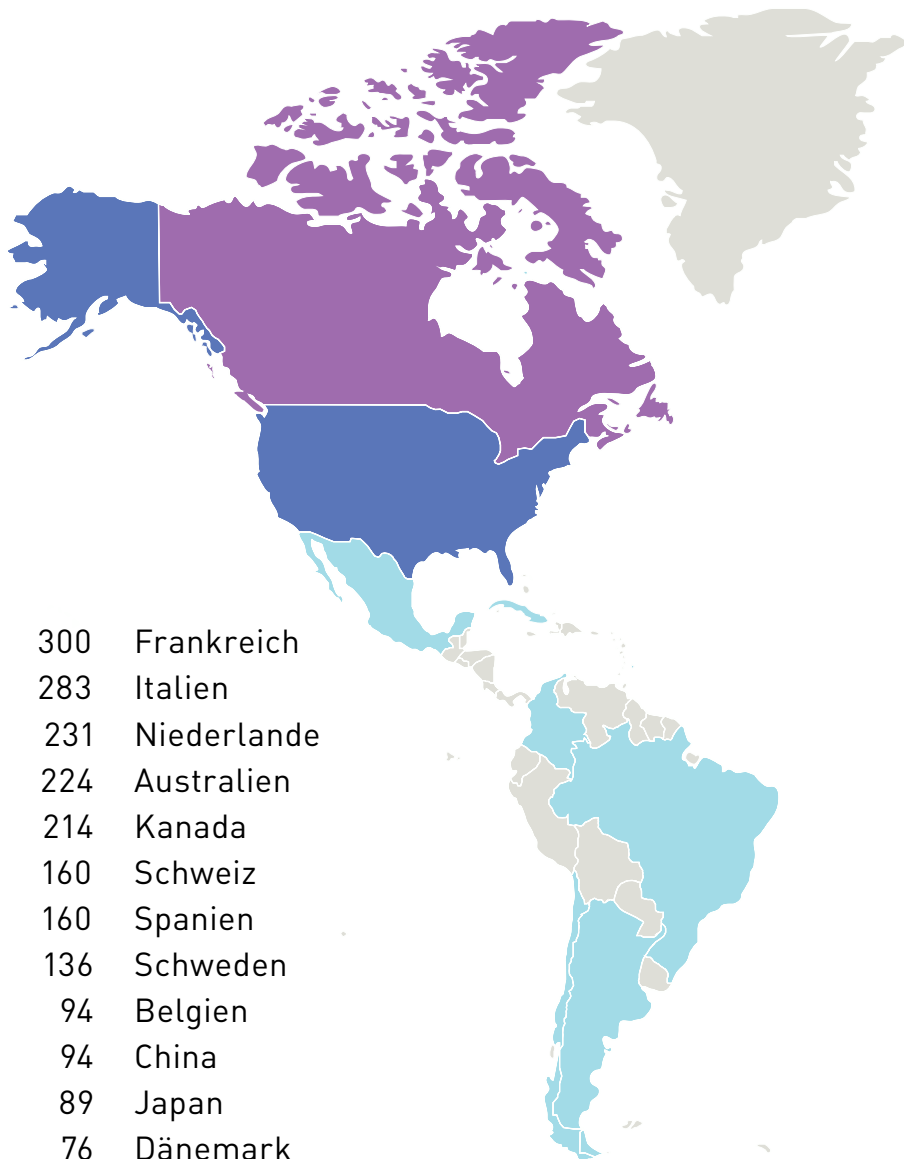 300 Frankreich
283 Italien
231 Niederlande
224 Australien
214 Kanada
160 Schweiz
160 Spanien
136 Schweden
94 Belgien
94 China
89 Japan
76 Dänemark